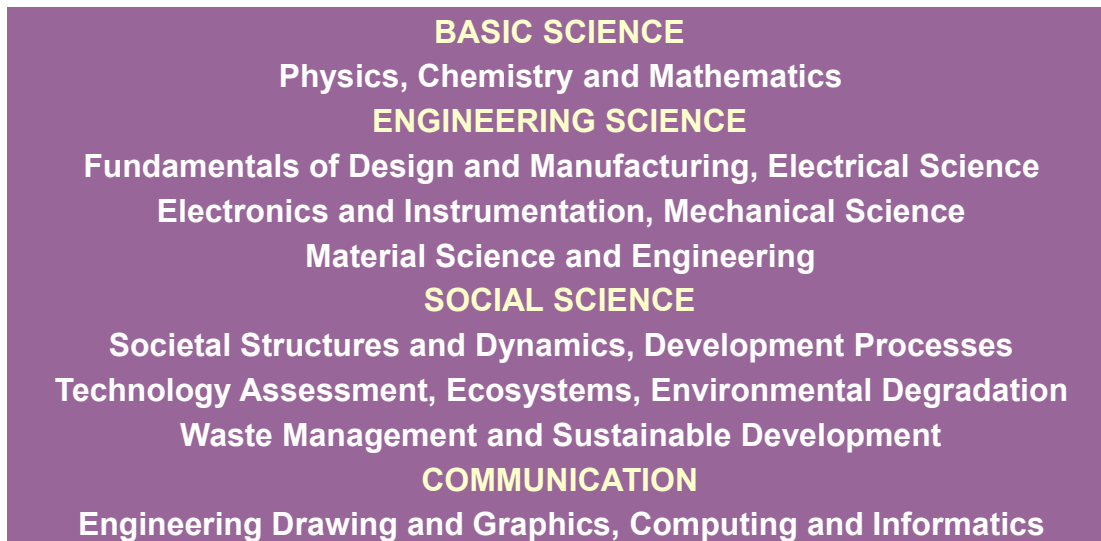 BASIC SCIENCE
Physics, Chemistry and Mathematics
ENGINEERING SCIENCE
Fundamentals of Design and Manufacturing, Electrical Science
Electronics and Instrumentation, Mechanical Science
Material Science and Engineering
SOCIAL SCIENCE
Societal Structures and Dynamics, Development Processes
Technology Assessment, Ecosystems, Environmental Degradation
Waste Management and Sustainable Development
COMMUNICATION
Engineering Drawing and Graphics, Computing and Informatics